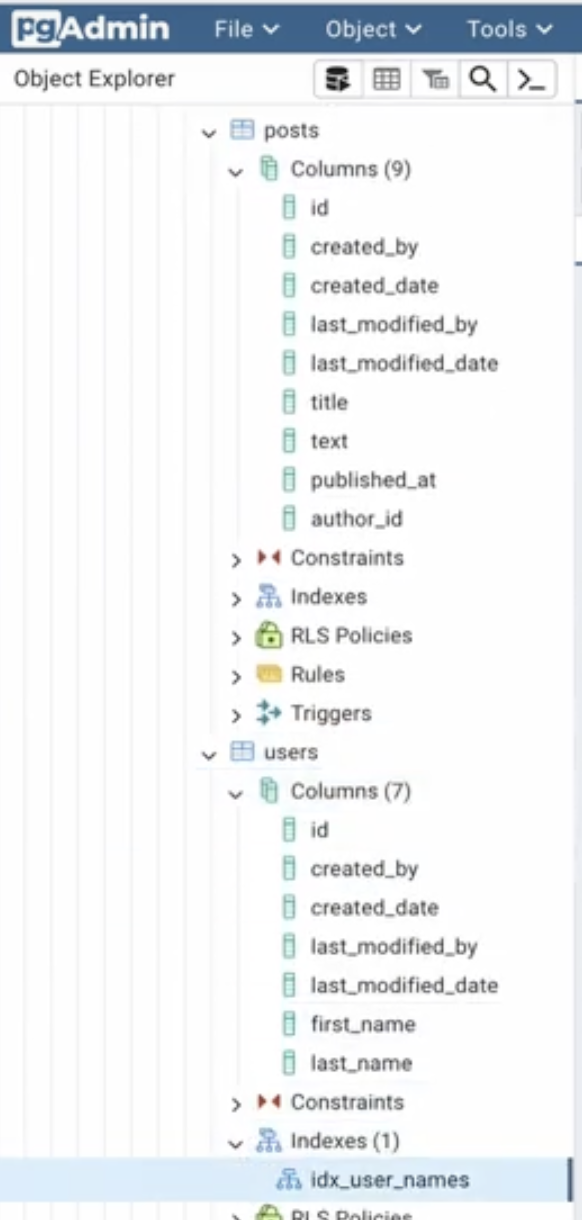 pgAdmin File Object Tools
Object Explorer
posts
Columns (9)
id
created_by
created_date
last_modified_by
last_modified_date
title
text
published_at
author_id
Constraints
Indexes
RLS Policies
Rules
Triggers
users
Columns (7)
id
created_by
created_date
last_modified_by
last_modified_date
first_name
last_name
Constraints
Indexes (1)
idx_user_names
RLS Policies